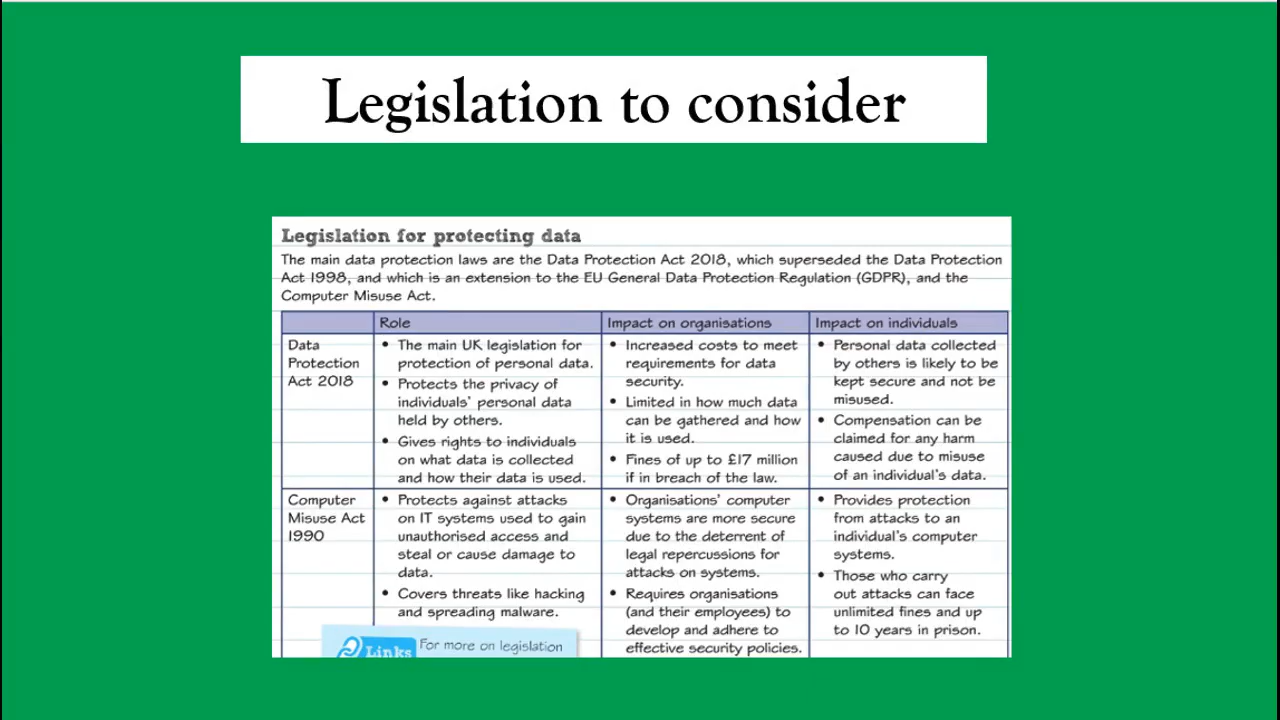 Legislation to consider
Legislation for protecting data
The main data protection laws are the Data Protection Act 2018, which superseded the Data Protection
Act 1998, and which is an extension to the EU General Data Protection Regulation (GDPR), and the
Computer Misuse Act.
Role
Impact on organisations
Impact on individuals
Data
Protection
Act 2018
• The main UK legislation for
protection of personal data.
• Protects the privacy of
individuals' personal data
held by others.
• Gives rights to individuals
on what data is collected
and how their data is used.
• Increased costs to meet
requirements for data
security.
• Limited in how much data
can be gathered and how
it is used.
• Fines of up to £17 million
if in breach of the law.
• Personal data collected
by others is likely to be
kept secure and not be
misused.
• Compensation can be
claimed for any harm
caused due to misuse
of an individual's data.
Computer
Misuse Act
1990
• Protects against attacks
on IT systems used to gain
unauthorised access and
steal or cause damage to
data.
• Covers threats like hacking
and spreading malware.
• Organisations' computer
systems are more secure
due to the deterrent of
legal repercussions for
attacks on systems.
• Requires organisations
(and their employees) to
develop and adhere to
effective security policies.
• Provides protection
from attacks to an
individual's computer
systems.
• Those who carry
out attacks can face
unlimited fines and up
to 10 years in prison.
Links
For more on legislation